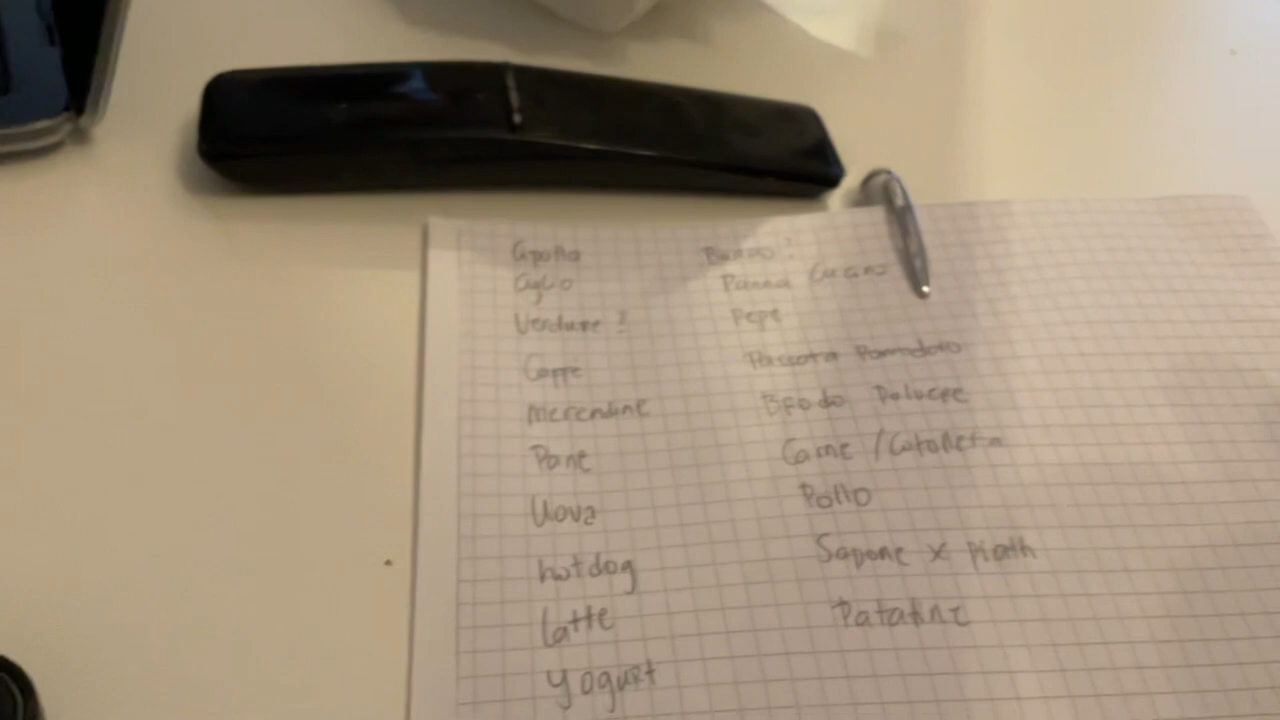 Cipolla
Aglio
Verdure !
Caffè
Merendine
Pane
Uova
hotdog
Latte
yogurt
Burro !
Panna Cucina
Pepe
Passata Pomodoro
Brodo
Carne / Cotoletta
Pollo
Sapone x piatti
Patatine